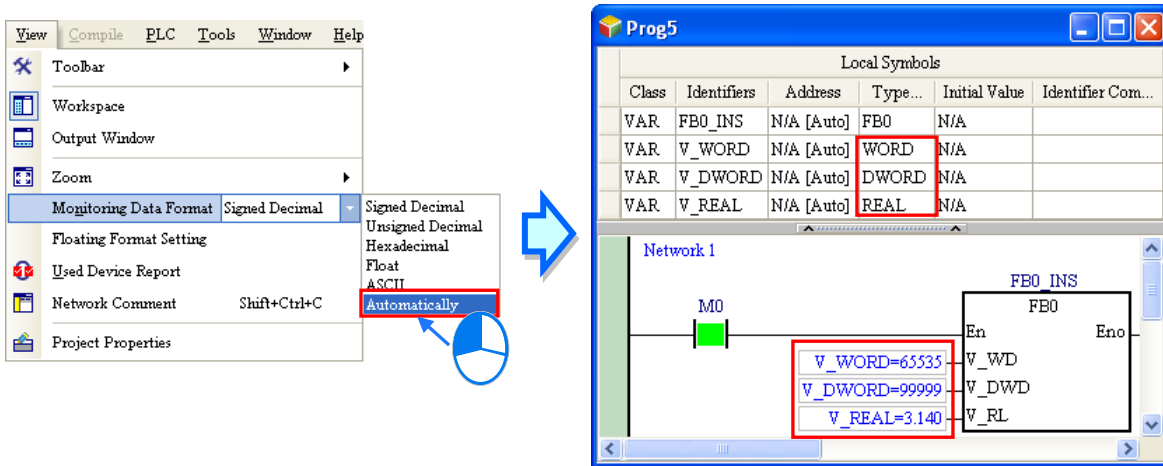 View Compile PLC Tools Window Help
Toolbar
Workspace
Output Window
Zoom
Monitoring Data Format Signed Decimal
Floating Format Setting
Used Device Report
Network Comment Shift+Ctrl+C
Project Properties
Signed Decimal
Unsigned Decimal
Hexadecimal
Float
ASCII
Automatically
Prog5
Local Symbols
Class Identifiers Address Type... Initial Value Identifier Com...
VAR FB0_INS N/A [Auto] FB0 N/A
VAR V_WORD N/A [Auto] WORD N/A
VAR V_DWORD N/A [Auto] DWORD N/A
VAR V_REAL N/A [Auto] REAL N/A
Network 1
FB0_INS
M0 FB0
En Eno
V_WORD=65535 V_WD
V_DWORD=99999 V_DWD
V_REAL=3.140 V_RL